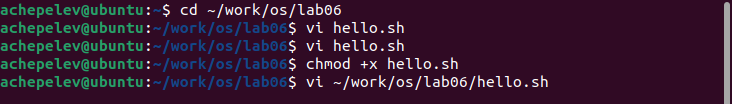 achepelev@ubuntu:~$ cd ~/work/os/lab06
achepelev@ubuntu:~/work/os/lab06$ vi hello.sh
achepelev@ubuntu:~/work/os/lab06$ vi hello.sh
achepelev@ubuntu:~/work/os/lab06$ chmod +x hello.sh
achepelev@ubuntu:~/work/os/lab06$ vi ~/work/os/lab06/hello.sh